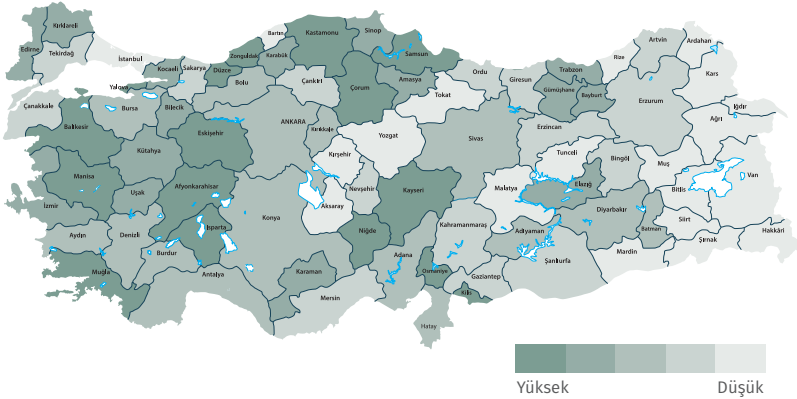 Kırklareli
Edirne
Tekirdağ
İstanbul
Kocaeli
Yalova
Sakarya
Düzce
Zonguldak
Bartın
Karabük
Kastamonu
Sinop
Samsun
Çankırı
Çorum
Amasya
Tokat
Ordu
Giresun
Trabzon
Gümüşhane
Bayburt
Rize
Artvin
Ardahan
Kars
Iğdır
Ağrı
Erzurum
Erzincan
Sivas
Yozgat
Kırıkkale
ANKARA
Bolu
Bilecik
Bursa
Çanakkale
Balıkesir
Eskişehir
Kütahya
Manisa
Uşak
Afyonkarahisar
İzmir
Aydın
Denizli
Muğla
Burdur
Isparta
Antalya
Konya
Aksaray
Kırşehir
Nevşehir
Kayseri
Niğde
Karaman
Mersin
Adana
Osmaniye
Hatay
Kilis
Gaziantep
Kahramanmaraş
Malatya
Adıyaman
Şanlıurfa
Elazığ
Tunceli
Bingöl
Muş
Bitlis
Van
Diyarbakır
Batman
Siirt
Mardin
Şırnak
Hakkâri
Yüksek
Düşük